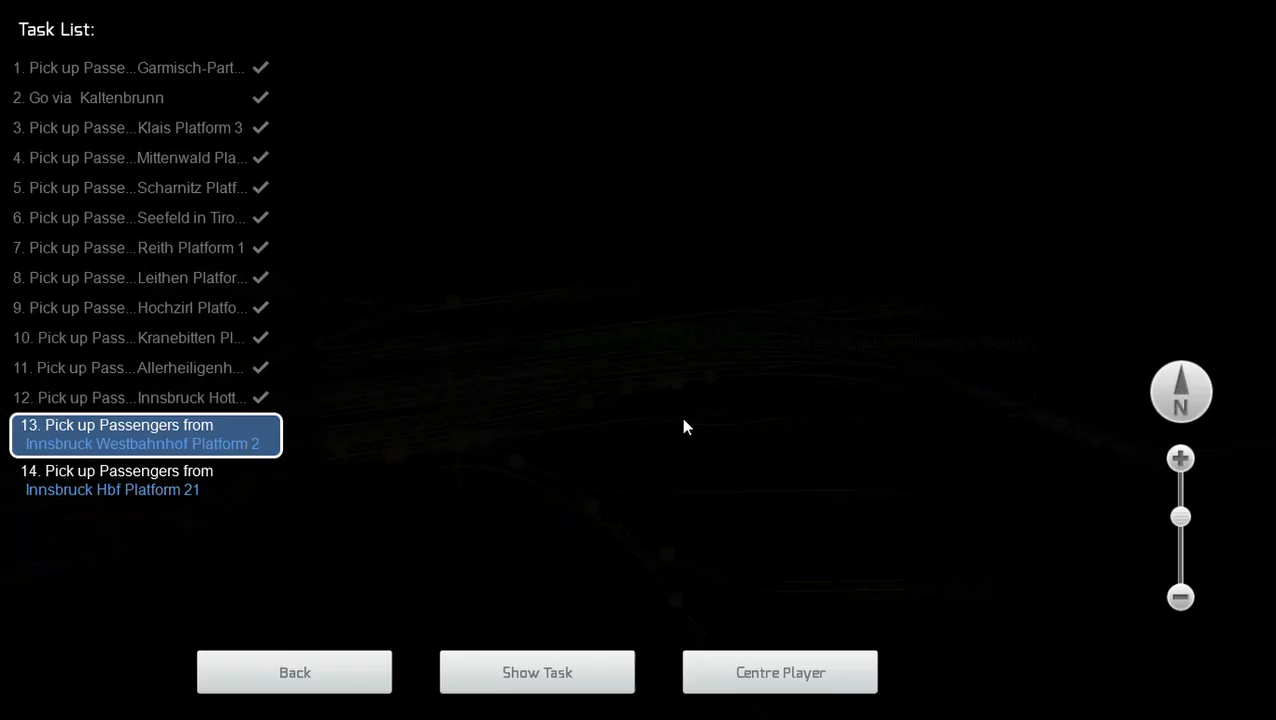 Task List:
1. Pick up Passe...Garmisch-Part...
2. Go via Kaltenbrunn
3. Pick up Passe...Klais Platform 3
4. Pick up Passe...Mittenwald Pla...
5. Pick up Passe...Scharnitz Platf...
6. Pick up Passe...Seefeld in Tiro...
7. Pick up Passe...Reith Platform 1
8. Pick up Passe...Leithen Platfor...
9. Pick up Passe...Hochzirl Platfo...
10. Pick up Pass...Kranebitten Pl...
11. Pick up Pass...Allerheiligenh...
12. Pick up Pass...Innsbruck Hott...
13. Pick up Passengers from
Innsbruck Westbahnhof Platform 2
14. Pick up Passengers from
Innsbruck Hbf Platform 21
N
Back
Show Task
Centre Player